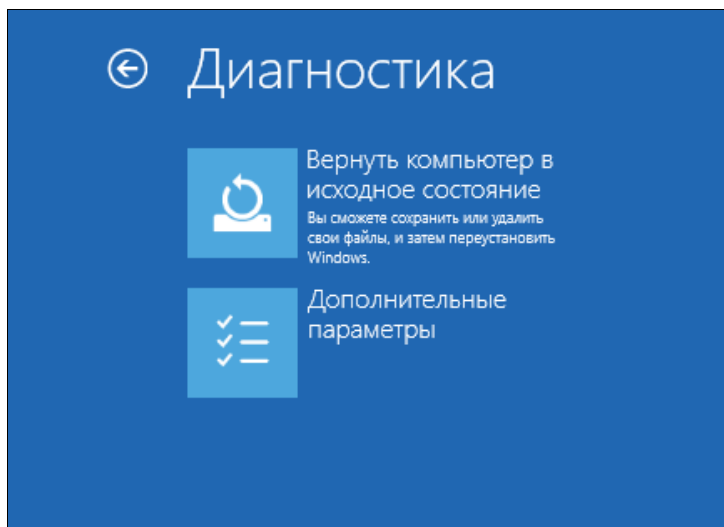 Диагностика
Вернуть компьютер в
исходное состояние
Вы сможете сохранить или удалить
свои файлы, и затем переустановить
Windows.
Дополнительные
параметры